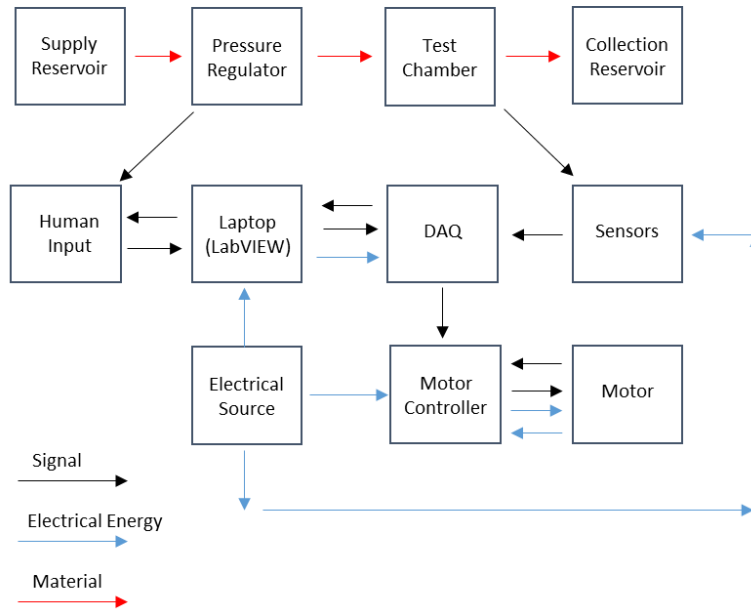 Supply
Reservoir
Pressure
Regulator
Test
Chamber
Collection
Reservoir
Human
Input
Laptop
(LabVIEW)
DAQ
Sensors
Electrical
Source
Motor
Controller
Motor
Signal
Electrical Energy
Material